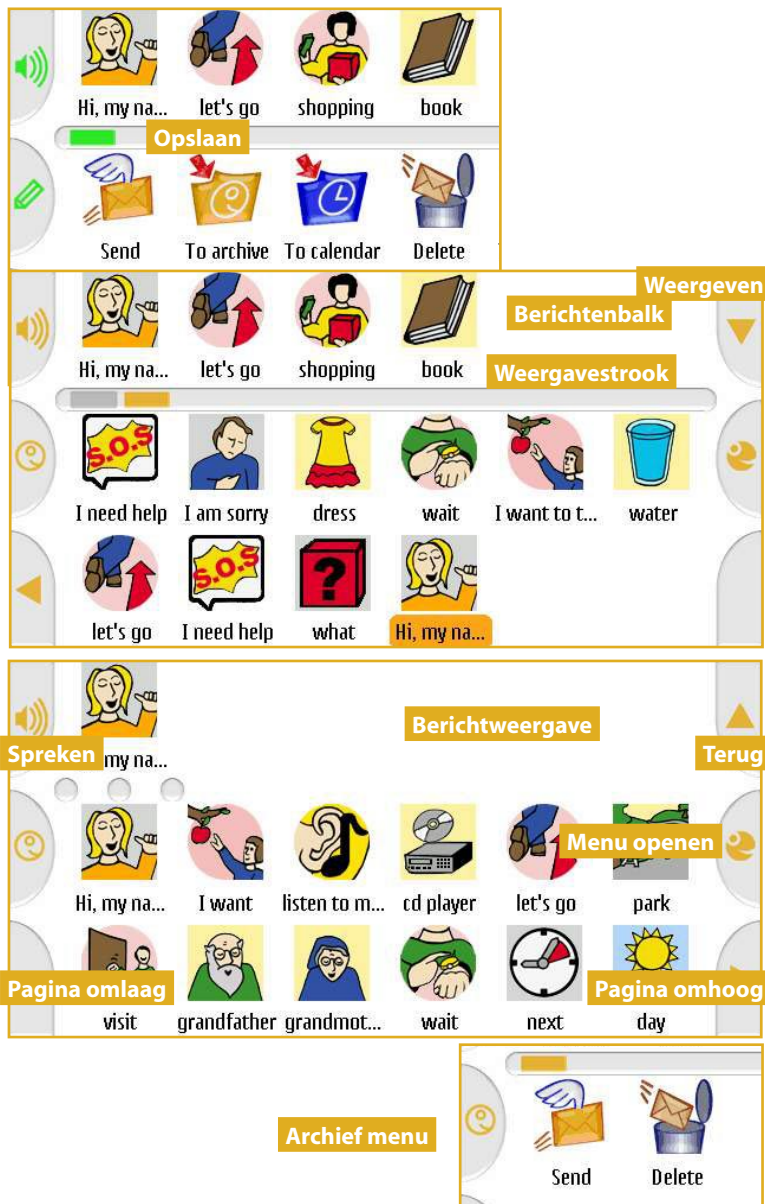 Hi, my na... let's go shopping book
Opslaan
Send To archive To calendar Delete
Weergeven
Berichtenbalk
Hi, my na... let's go shopping book
Weergavestrook
S.O.S
I need help I am sorry dress wait I want to t... water
S.O.S ?
let's go I need help what Hi, my na...
Berichtweergave
Spreken my na... Terug
Menu openen
Hi, my na... I want listen to m... cd player let's go park
Pagina omlaag Pagina omhoog
visit grandfather grandmot... wait next day
Archief menu
Send Delete